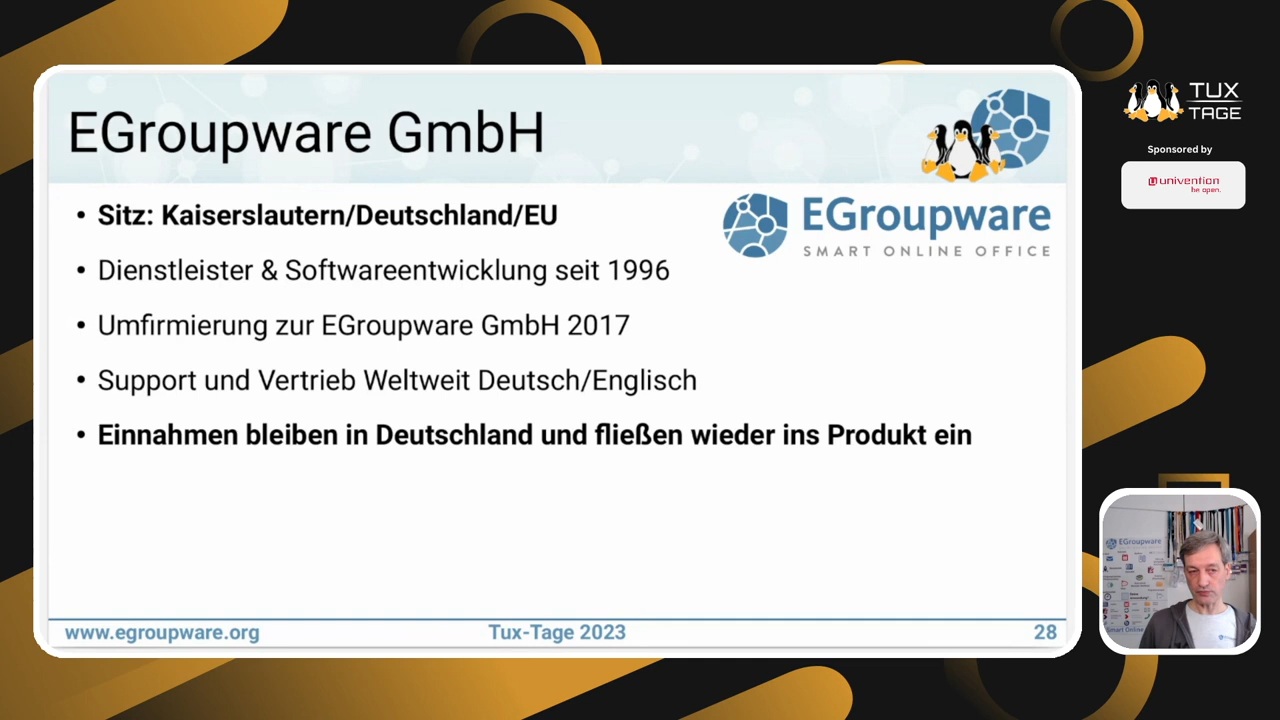 EGroupware GmbH
• Sitz: Kaiserslautern/Deutschland/EU
• Dienstleister & Softwareentwicklung seit 1996
• Umfirmierung zur EGroupware GmbH 2017
• Support und Vertrieb Weltweit Deutsch/Englisch
• Einnahmen bleiben in Deutschland und fließen wieder ins Produkt ein
EGroupware
SMART ONLINE OFFICE
www.egroupware.org
Tux-Tage 2023
28
TUX
TAGE
Sponsored by
univention
be open.
EGroupware
Smart Online